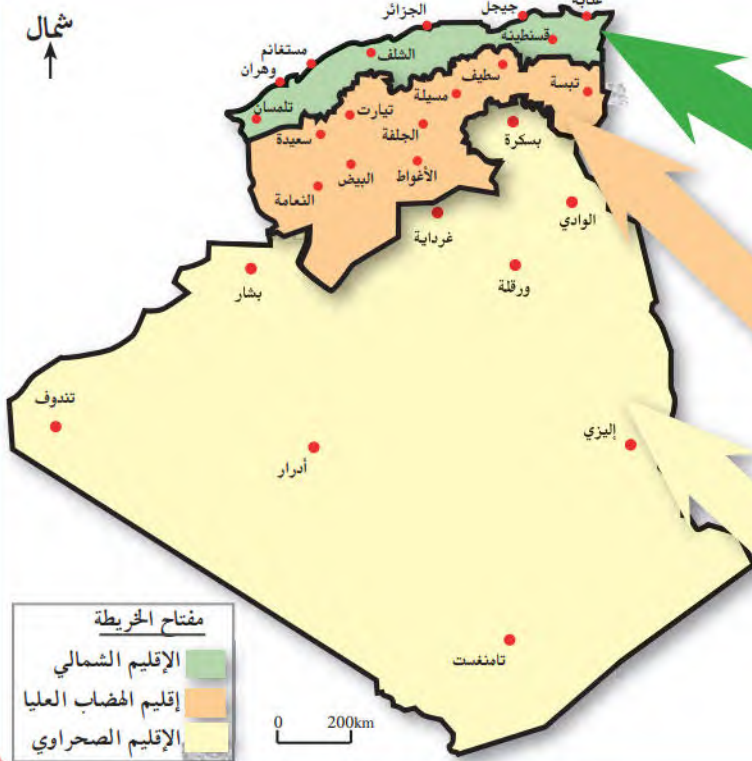 شمال
الجزائر
جيجل
عنابة
قسنطينة
الشلف
مستغانم
وهران
تلمسان
سطيف
مسيلة
تبسة
تيارت
سعيدة
الجلفة
بسكرة
الأغواط
البيض
النعامة
الوادي
غرداية
ورقلة
بشار
تندوف
أدرار
إليزي
تامنغست
مفتاح الخريطة
الإقليم الشمالي
إقليم الهضاب العليا
الإقليم الصحراوي
0 200km